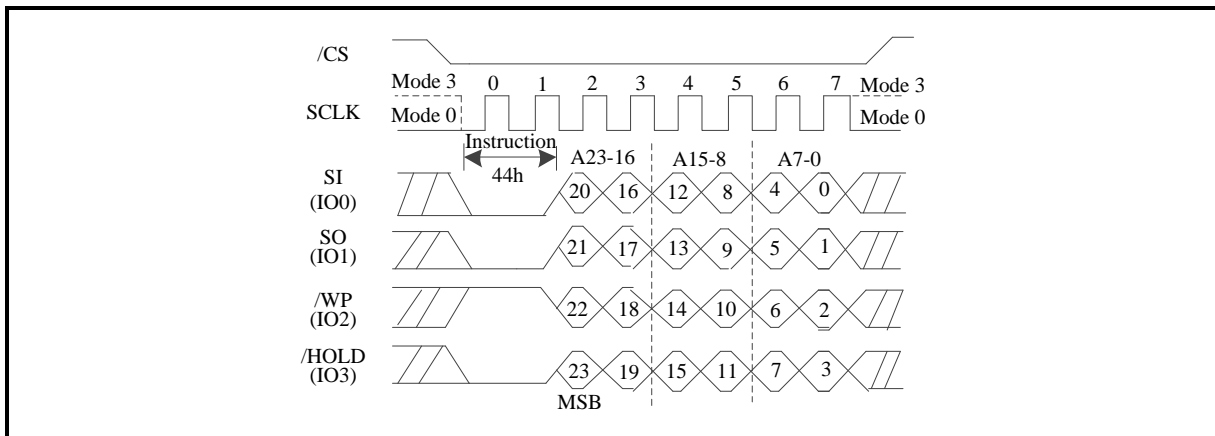 /CS
Mode 3 0 1 2 3 4 5 6 7 Mode 3
SCLK
Mode 0 Mode 0
Instruction
44h
A23-16 A15-8 A7-0
SI
(IO0)
20 16 12 8 4 0
SO
(IO1)
21 17 13 9 5 1
/WP
(IO2)
22 18 14 10 6 2
/HOLD
(IO3)
23 19 15 11 7 3
MSB